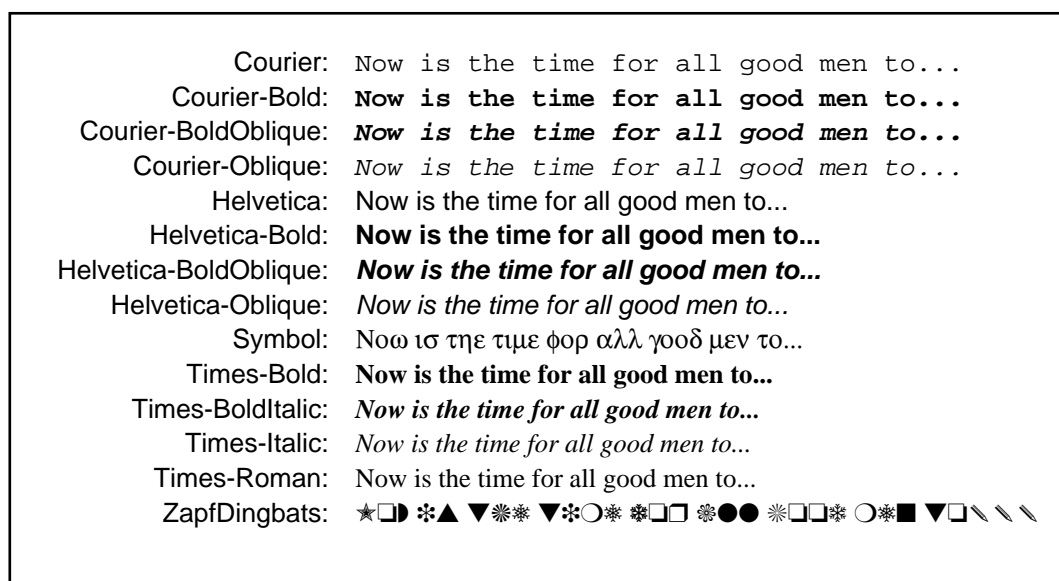 Courier: Now is the time for all good men to...
Courier-Bold: Now is the time for all good men to...
Courier-BoldOblique: Now is the time for all good men to...
Courier-Oblique: Now is the time for all good men to...
Helvetica: Now is the time for all good men to...
Helvetica-Bold: Now is the time for all good men to...
Helvetica-BoldOblique: Now is the time for all good men to...
Helvetica-Oblique: Now is the time for all good men to...
Symbol: Νοω ισ τηε τιμε φορ αλλ γοοδ μεν το...
Times-Bold: Now is the time for all good men to...
Times-BoldItalic: Now is the time for all good men to...
Times-Italic: Now is the time for all good men to...
Times-Roman: Now is the time for all good men to...
ZapfDingbats: ✮❏◗ ❉▲ ▼❈❅ ▼❉❍❅ ❆❏❒ ❁●● ❇❏❏❄ ❍❅■ ▼❏✎✎✎